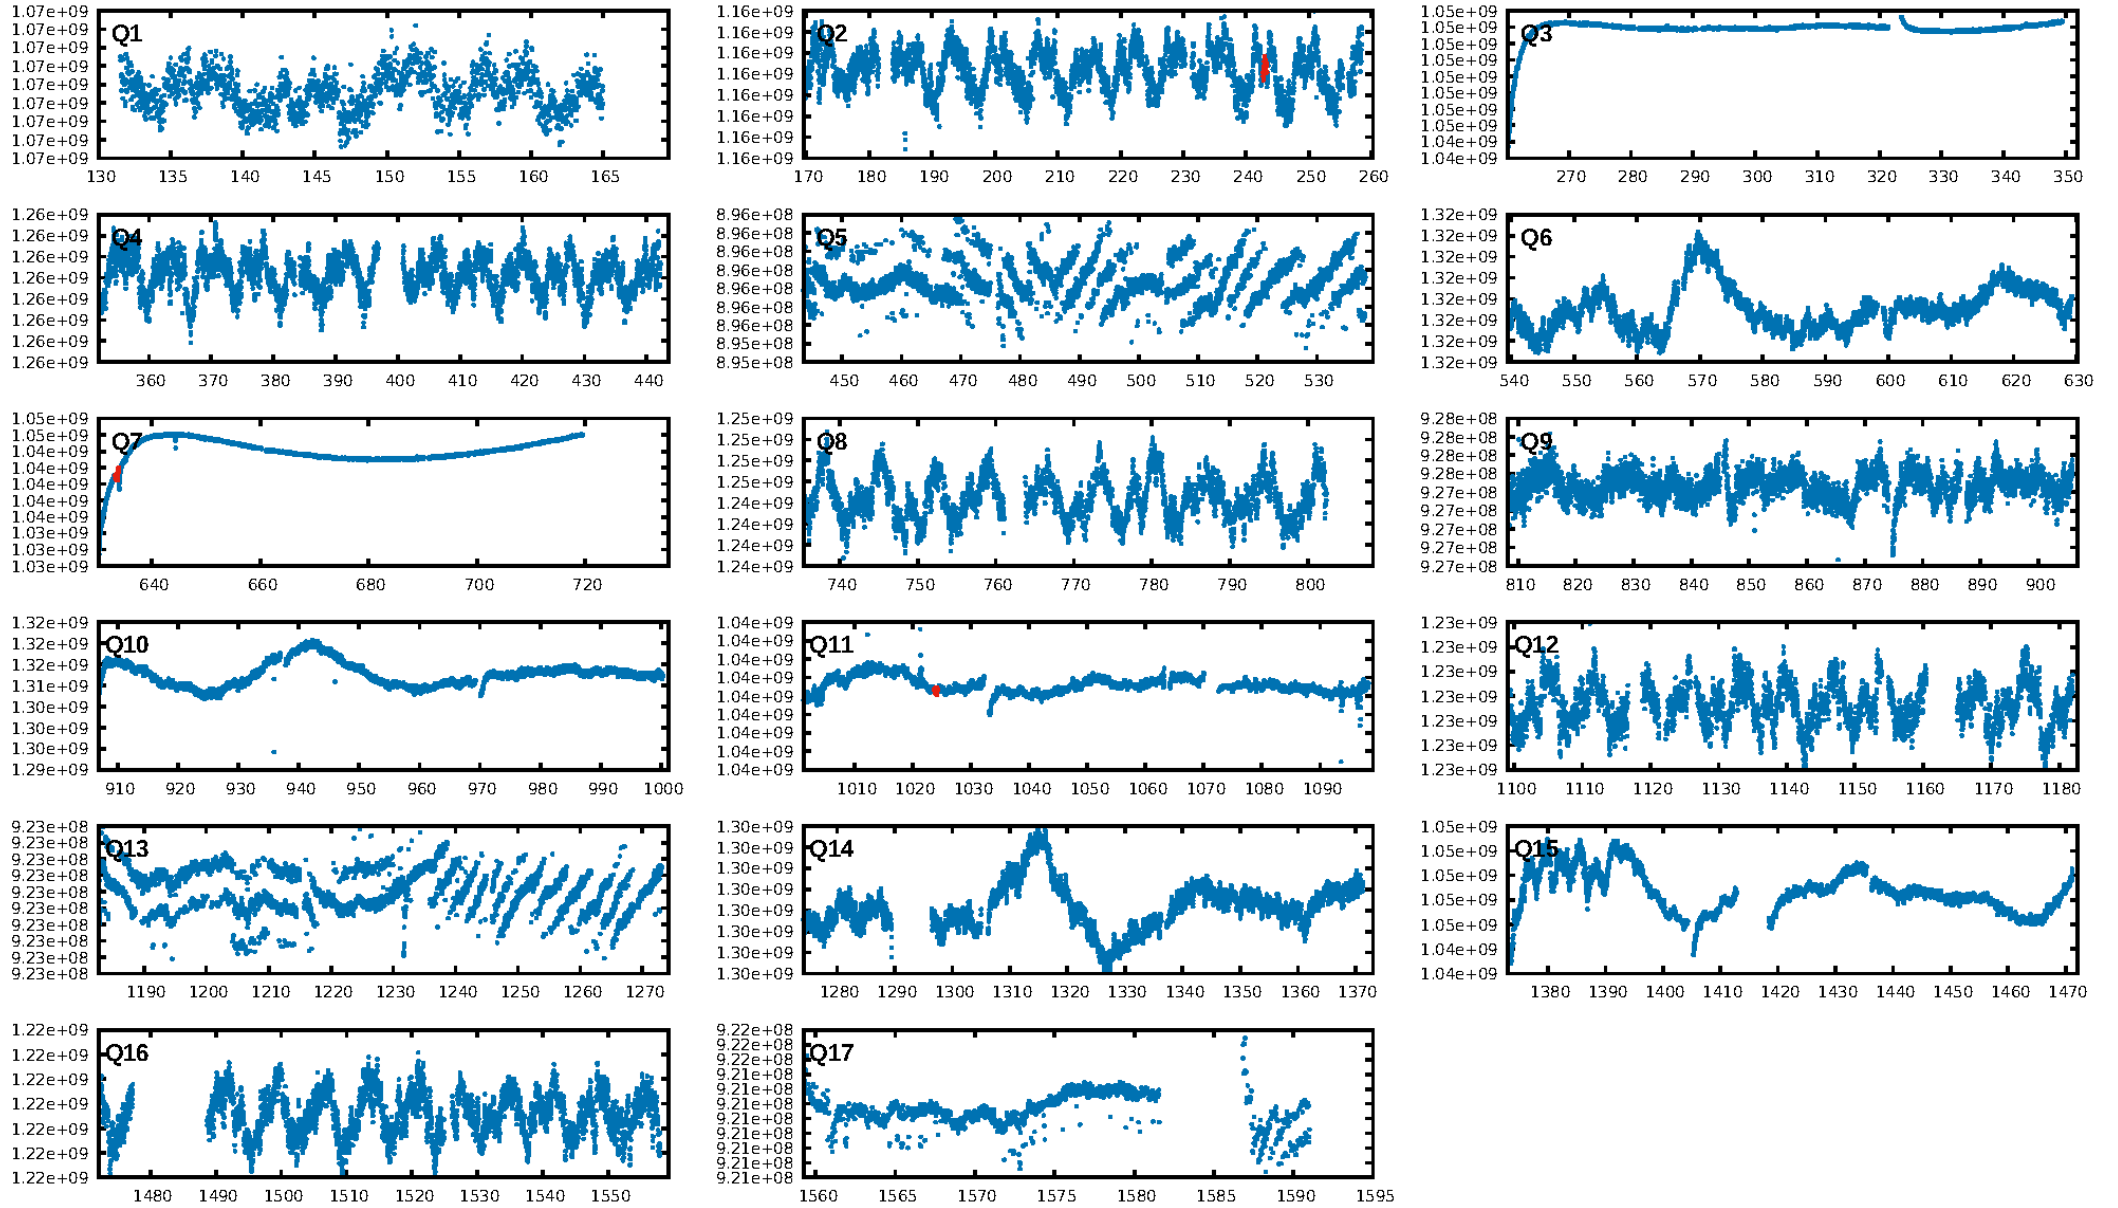 Q1
1.07e+09
1.07e+09
1.07e+09
1.07e+09
1.07e+09
1.07e+09
1.07e+09
1.07e+09
1.07e+09
130 135 140 145 150 155 160 165
Q2
1.16e+09
1.16e+09
1.16e+09
1.16e+09
1.16e+09
1.16e+09
1.16e+09
1.16e+09
170 180 190 200 210 220 230 240 250 260
Q3
1.05e+09
1.05e+09
1.05e+09
1.05e+09
1.05e+09
1.05e+09
1.05e+09
1.05e+09
1.05e+09
1.04e+09
270 280 290 300 310 320 330 340 350
Q4
1.26e+09
1.26e+09
1.26e+09
1.26e+09
1.26e+09
1.26e+09
1.26e+09
1.26e+09
360 370 380 390 400 410 420 430 440
Q5
8.96e+08
8.96e+08
8.96e+08
8.96e+08
8.96e+08
8.96e+08
8.96e+08
8.95e+08
8.95e+08
450 460 470 480 490 500 510 520 530
Q6
1.32e+09
1.32e+09
1.32e+09
1.32e+09
1.32e+09
1.32e+09
1.32e+09
1.32e+09
540 550 560 570 580 590 600 610 620 630
Q7
1.05e+09
1.05e+09
1.04e+09
1.04e+09
1.04e+09
1.04e+09
1.04e+09
1.03e+09
1.03e+09
1.03e+09
640 660 680 700 720
Q8
1.25e+09
1.25e+09
1.25e+09
1.24e+09
1.24e+09
1.24e+09
1.24e+09
1.24e+09
740 750 760 770 780 790 800
Q9
9.28e+08
9.28e+08
9.28e+08
9.28e+08
9.27e+08
9.27e+08
9.27e+08
9.27e+08
9.27e+08
810 820 830 840 850 860 870 880 890 900
Q10
1.32e+09
1.32e+09
1.32e+09
1.31e+09
1.30e+09
1.30e+09
1.30e+09
1.29e+09
910 920 930 940 950 960 970 980 990 1000
Q11
1.04e+09
1.04e+09
1.04e+09
1.04e+09
1.04e+09
1.04e+09
1.04e+09
1.04e+09
1.04e+09
1010 1020 1030 1040 1050 1060 1070 1080 1090
Q12
1.23e+09
1.23e+09
1.23e+09
1.23e+09
1.23e+09
1.23e+09
1.23e+09
1100 1110 1120 1130 1140 1150 1160 1170 1180
Q13
9.23e+08
9.23e+08
9.23e+08
9.23e+08
9.23e+08
9.23e+08
9.23e+08
9.23e+08
9.23e+08
9.23e+08
1190 1200 1210 1220 1230 1240 1250 1260 1270
Q14
1.30e+09
1.30e+09
1.30e+09
1.30e+09
1.30e+09
1.30e+09
1.30e+09
1.30e+09
1280 1290 1300 1310 1320 1330 1340 1350 1360 1370
Q15
1.05e+09
1.05e+09
1.05e+09
1.05e+09
1.05e+09
1.04e+09
1.04e+09
1380 1390 1400 1410 1420 1430 1440 1450 1460 1470
Q16
1.22e+09
1.22e+09
1.22e+09
1.22e+09
1.22e+09
1.22e+09
1.22e+09
1480 1490 1500 1510 1520 1530 1540 1550
Q17
9.22e+08
9.22e+08
9.22e+08
9.21e+08
9.21e+08
9.21e+08
9.21e+08
9.21e+08
9.21e+08
9.21e+08
9.21e+08
1560 1565 1570 1575 1580 1585 1590 1595